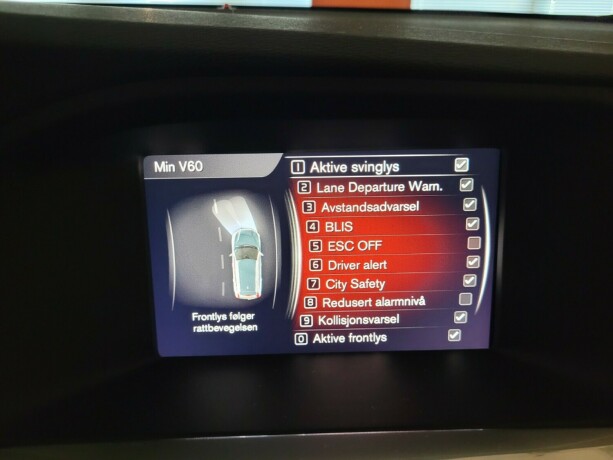 Min V60
1 Aktive svinglys
2 Lane Departure Warn.
3 Avstandsadvarsel
4 BLIS
5 ESC OFF
6 Driver alert
7 City Safety
8 Redusert alarmnivå
9 Kollisjonsvarsel
0 Aktive frontlys
Frontlys følger
rattbevegelsen